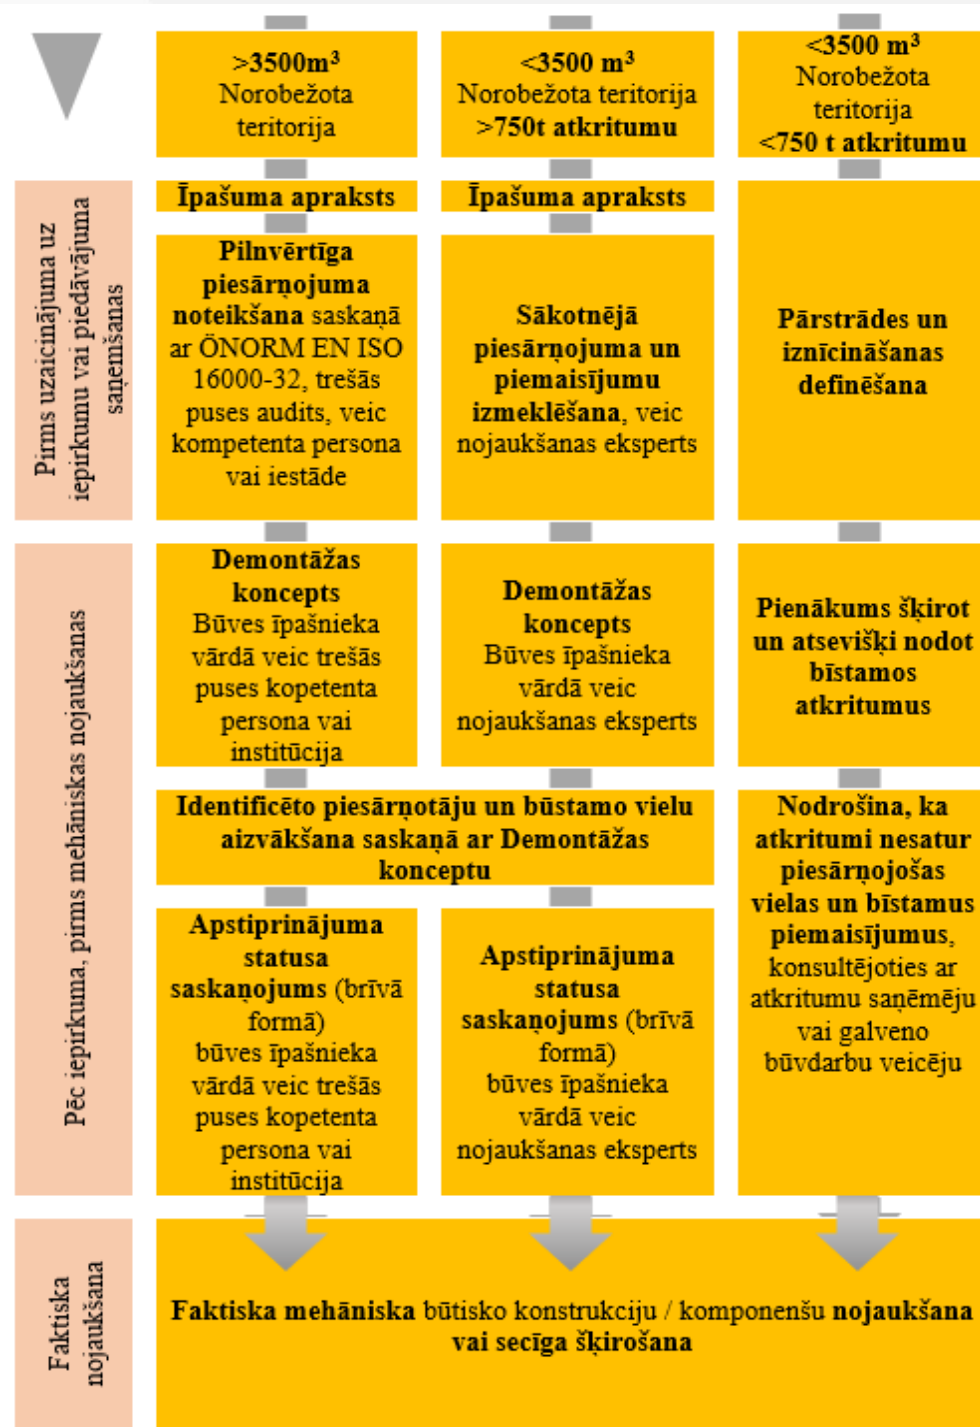 >3500m³
Norobežota
teritorija
<3500 m³
Norobežota teritorija
>750t atkritumu
<3500 m³
Norobežota
teritorija
<750 t atkritumu
Pirms uzaicinājuma uz
iepirkumu vai piedāvājuma
saņemšanas
Īpašuma apraksts
Īpašuma apraksts
Pilnvērtīga
piesārņojuma
noteikšana saskaņā
ar ÖNORM EN ISO
16000-32, trešās
puses audits, veic
kompetenta persona
vai iestāde
Sākotnējā
piesārņojuma un
piemaisījumu
izmeklēšana, veic
nojaukšanas eksperts
Pārstrādes un
iznīcināšanas
definēšana
Pēc iepirkuma, pirms mehāniskas nojaukšanas
Demontāžas
koncepts
Būves īpašnieka
vārdā veic trešās
puses kopetenta
persona vai
institūcija
Demontāžas
koncepts
Būves īpašnieka
vārdā veic
nojaukšanas eksperts
Pienākums šķirot
un atsevišķi nodot
bīstamos
atkritumus
Identificēto piesārņotāju un būstamo vielu
aizvākšana saskaņā ar Demontāžas
konceptu
Nodrošina, ka
atkritumi nesatur
piesārņojošas
vielas un bīstamus
piemaisījumus,
konsultējoties ar
atkritumu saņēmēju
vai galveno
būvdarbu veicēju
Apstiprinājuma
statusa
saskaņojums (brīvā
formā)
būves īpašnieka
vārdā veic trešās
puses kopetenta
persona vai
institūcija
Apstiprinājuma
statusa
saskaņojums (brīvā
formā)
būves īpašnieka
vārdā veic
nojaukšanas eksperts
Faktiska
nojaukšana
Faktiska mehāniska būtisko konstrukciju / komponenšu nojaukšana
vai secīga šķirošana